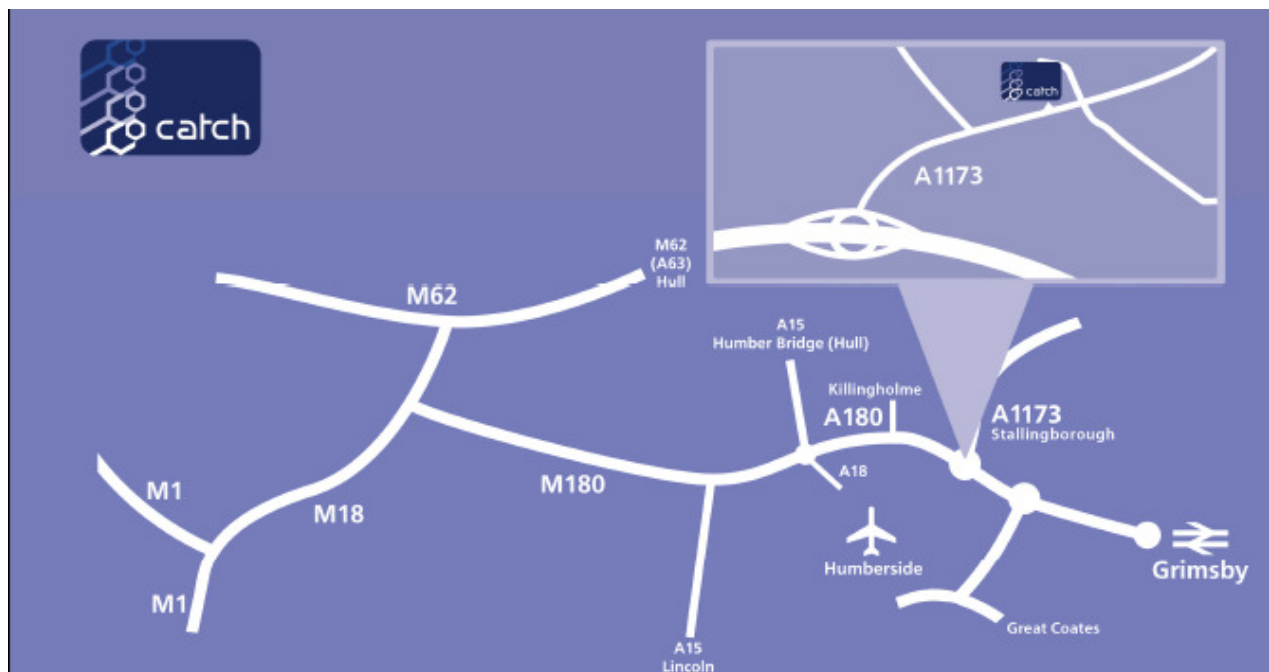 catch
catch
A1173
M62
(A63)
Hull
M62
A15
Humber Bridge (Hull)
Killingholme
A180
A1173
Stallingborough
A18
M180
M1
M18
Humberside
Grimsby
M1
Great Coates
A15
Lincoln